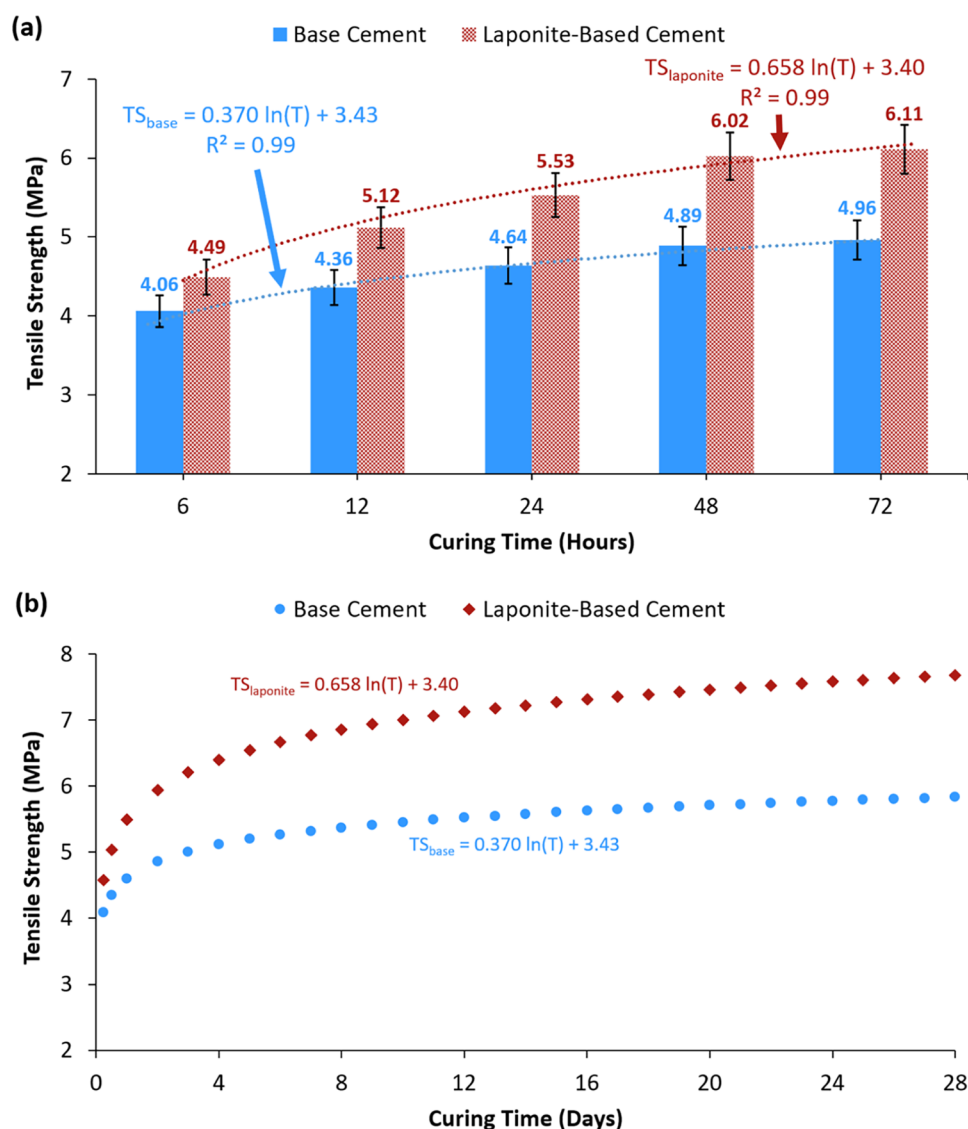 (a)
Base Cement Laponite-Based Cement
TSlaponite = 0.658 ln(T) + 3.40
R² = 0.99
TSbase = 0.370 ln(T) + 3.43
R² = 0.99
Tensile Strength (MPa)
7
6
5
4
3
2
4.06
4.49
4.36
5.12
4.64
5.53
4.89
6.02
4.96
6.11
6 12 24 48 72
Curing Time (Hours)
(b)
Base Cement Laponite-Based Cement
TSlaponite = 0.658 ln(T) + 3.40
TSbase = 0.370 ln(T) + 3.43
Tensile Strength (MPa)
8
7
6
5
4
3
2
0 4 8 12 16 20 24 28
Curing Time (Days)